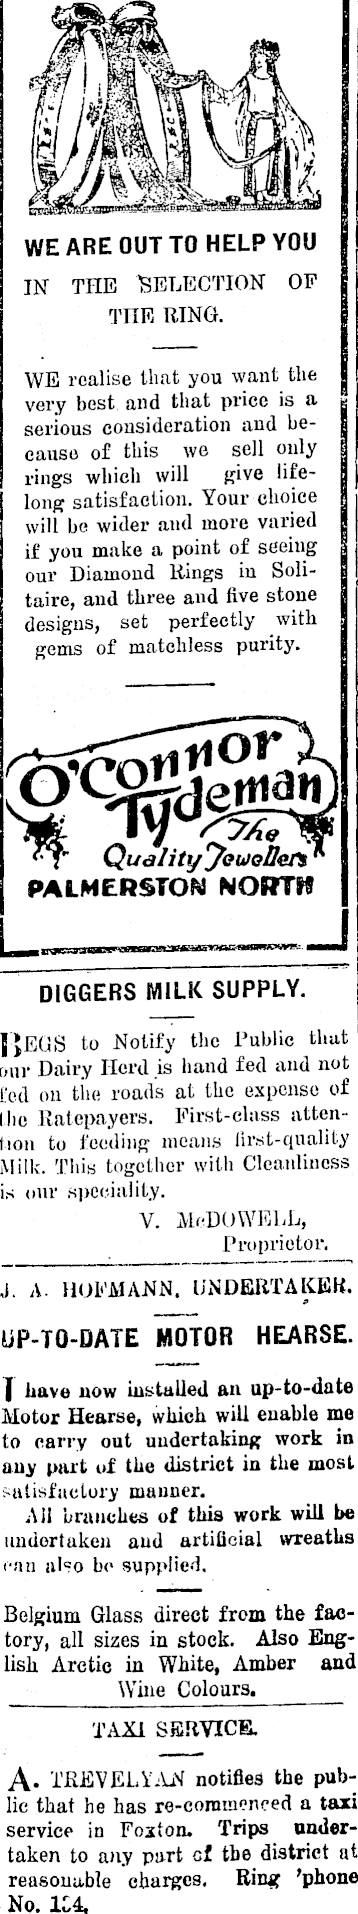 WE ARE OUT TO HELP YOU
IN THE SELECTION OF
THE RING.
WE realise that you want the
very best and that price is a
serious consideration and be-
cause of this we sell only
rings which will give life-
long satisfaction. Your choice
will be wider and more varied
if you make a point of seeing
our Diamond Rings in Soli-
taire, and three and five stone
designs, set perfectly with
gems of matchless purity.
O'Connor
Tydeman
The
Quality Jewellers
PALMERSTON NORTH
DIGGERS MILK SUPPLY.
BEGS to Notify the Public that
our Dairy Herd is hand fed and not
fed on the roads at the expense of
the Ratepayers. First-class atten-
tion to feeding means first-quality
Milk. This together with Cleanliness
is our speciality.
V. McDOWELL,
Proprietor.
J. A. HOFMANN, UNDERTAKER.
UP-TO-DATE MOTOR HEARSE.
I have now installed an up-to-date
Motor Hearse, which will enable me
to carry out undertaking work in
any part of the district in the most
satisfactory manner.
All branches of this work will be
undertaken and artificial wreaths
can also be supplied.
Belgium Glass direct from the fac-
tory, all sizes in stock. Also Eng-
lish Arctic in White, Amber and
Wine Colours.
TAXI SERVICE.
A. TREVELYAN notifies the pub-
lic that he has re-commenced a taxi
service in Foxton. Trips under-
taken to any part of the district at
reasonable charges. Ring 'phone
No.